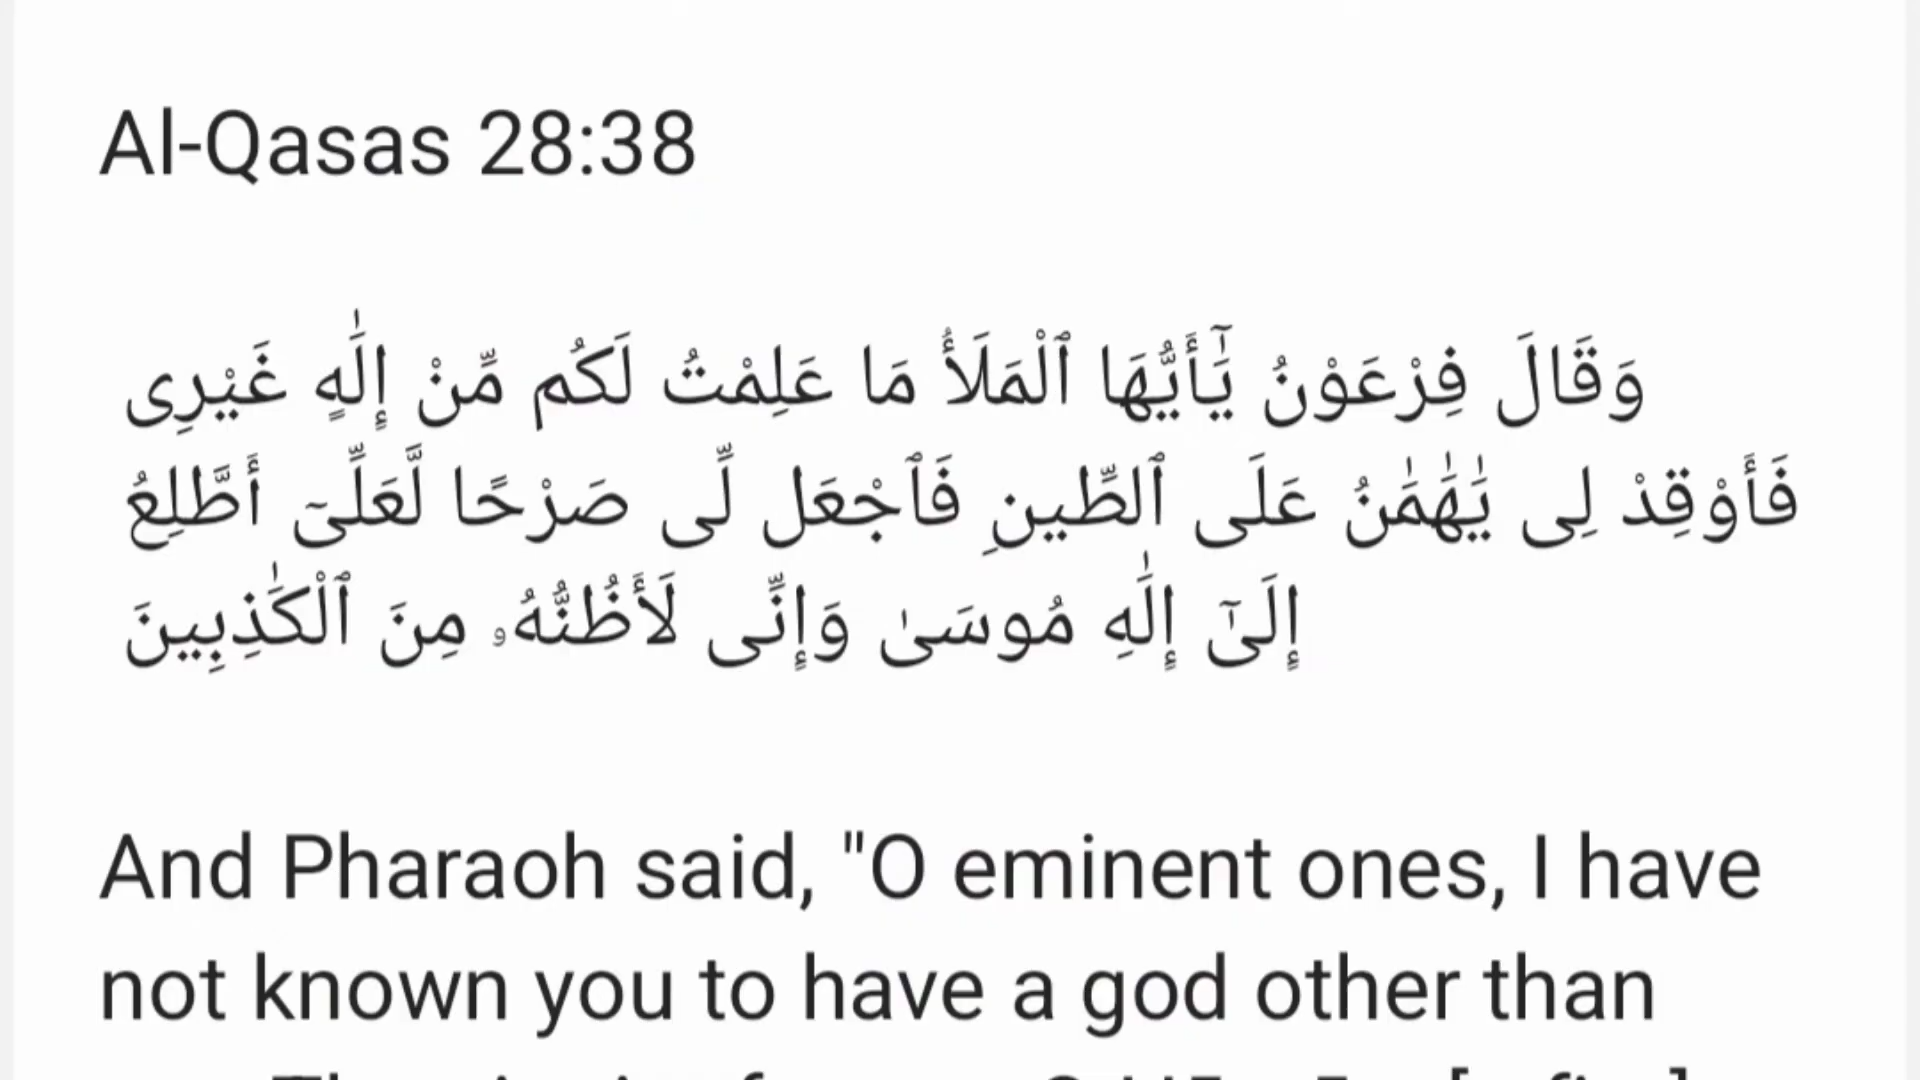 Al-Qasas 28:38
وَقَالَ فِرْعَوْنُ يَٰٓأَيُّهَا ٱلْمَلَأُ مَا عَلِمْتُ لَكُم مِّنْ إِلَٰهٍ غَيْرِى
فَأَوْقِدْ لِى يَٰهَٰمَٰنُ عَلَى ٱلطِّينِ فَٱجْعَل لِّى صَرْحًا لَّعَلِّىٓ أَطَّلِعُ
إِلَىٰٓ إِلَٰهِ مُوسَىٰ وَإِنِّى لَأَظُنُّهُۥ مِنَ ٱلْكَٰذِبِينَ
And Pharaoh said, "O eminent ones, I have
not known you to have a god other than